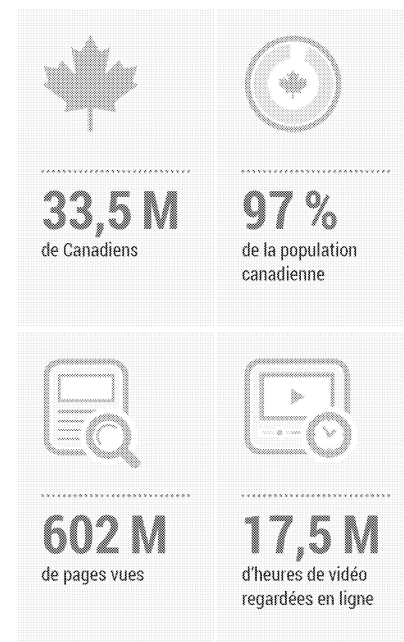 33,5 M
de Canadiens
97 %
de la population
canadienne
602 M
de pages vues
17,5 M
d'heures de vidéo
regardées en ligne